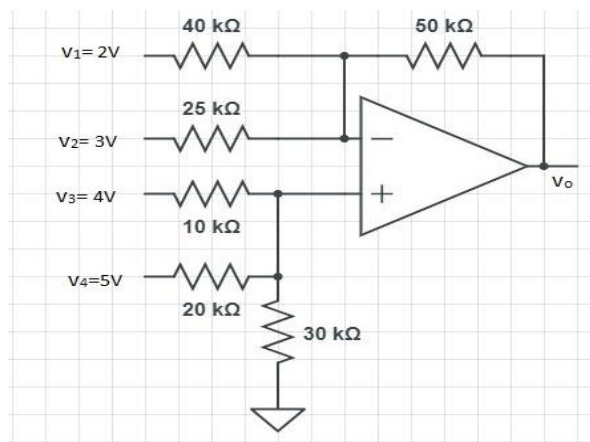 40 kΩ
50 kΩ
v₁= 2V
25 kΩ
v₂= 3V
−
v₃= 4V
+
vₒ
10 kΩ
v₄=5V
20 kΩ
30 kΩ